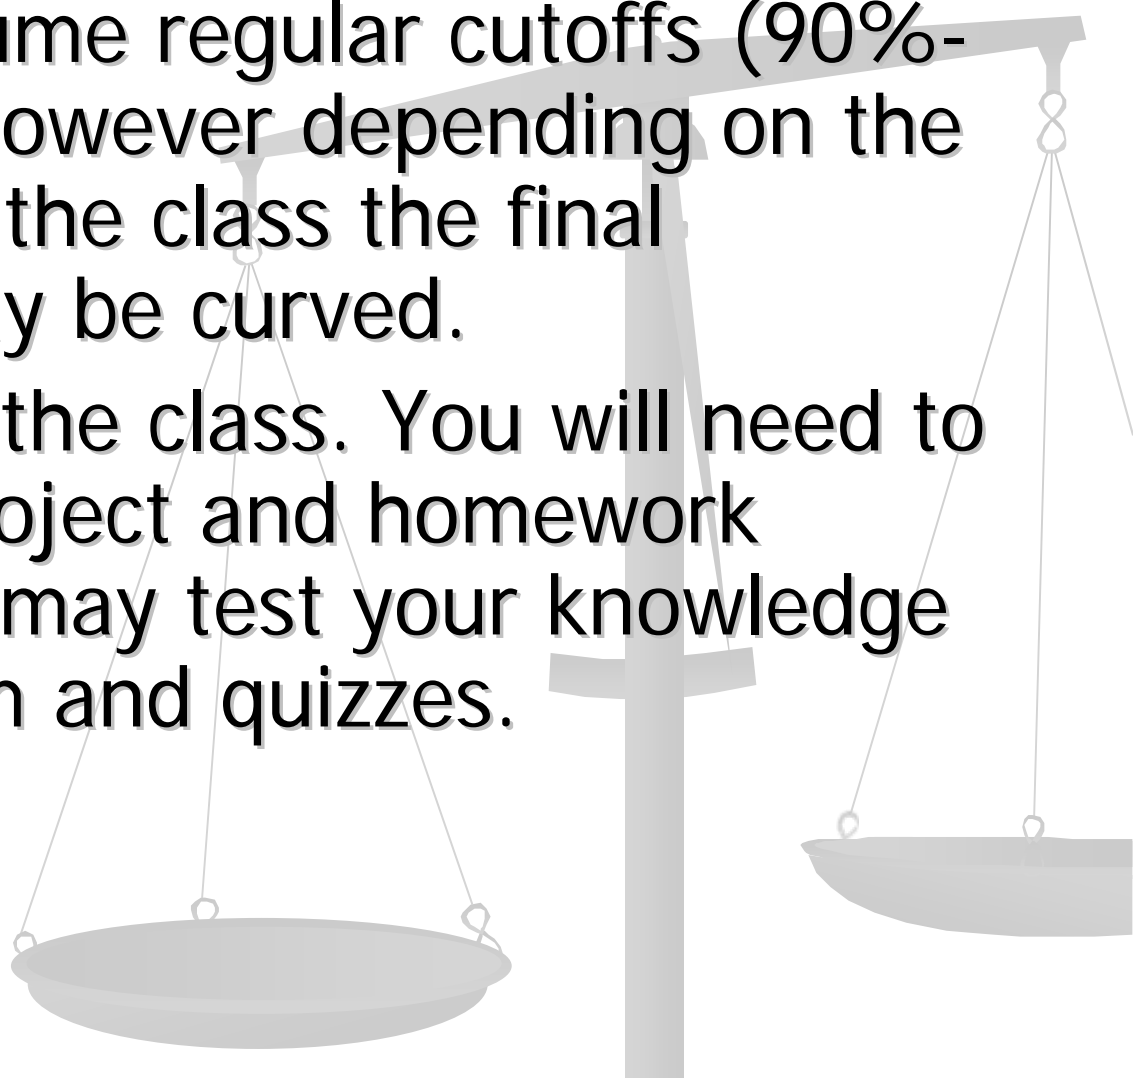 ume regular cutoffs (90%-
owever depending on the
the class the final
y be curved.
the class. You will need to
oject and homework
may test your knowledge
and quizzes.